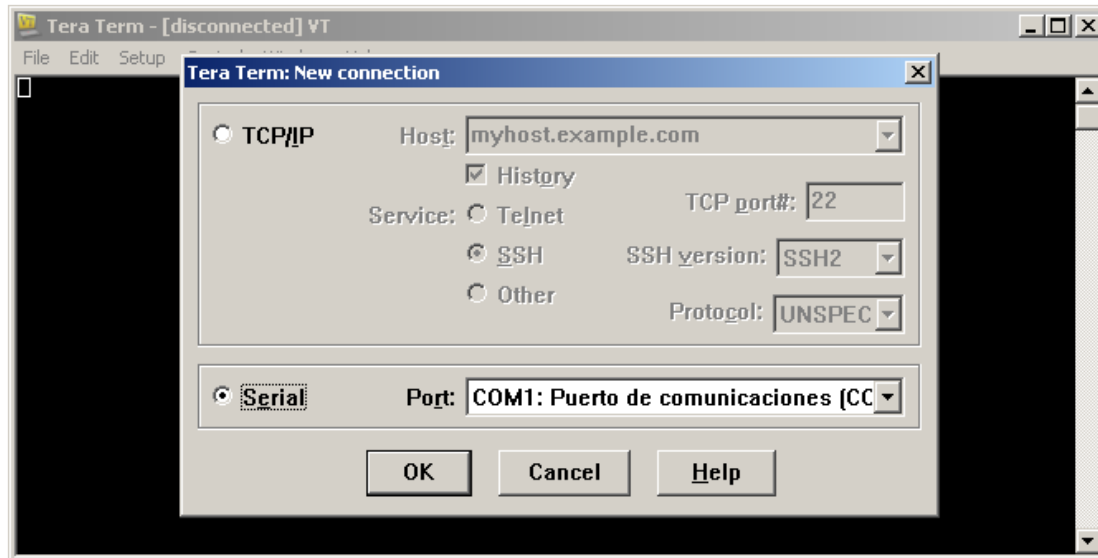 Tera Term - [disconnected] VT
File Edit Setup
Tera Term: New connection
TCP/IP Host: myhost.example.com
History
Service: Telnet TCP port#: 22
SSH SSH version: SSH2
Other Protocol: UNSPEC
Serial Port: COM1: Puerto de comunicaciones (CO
OK Cancel Help